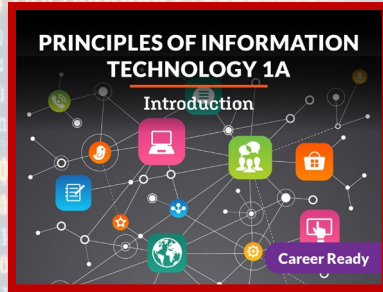 PRINCIPLES OF INFORMATION
TECHNOLOGY 1A
Introduction
Career Ready